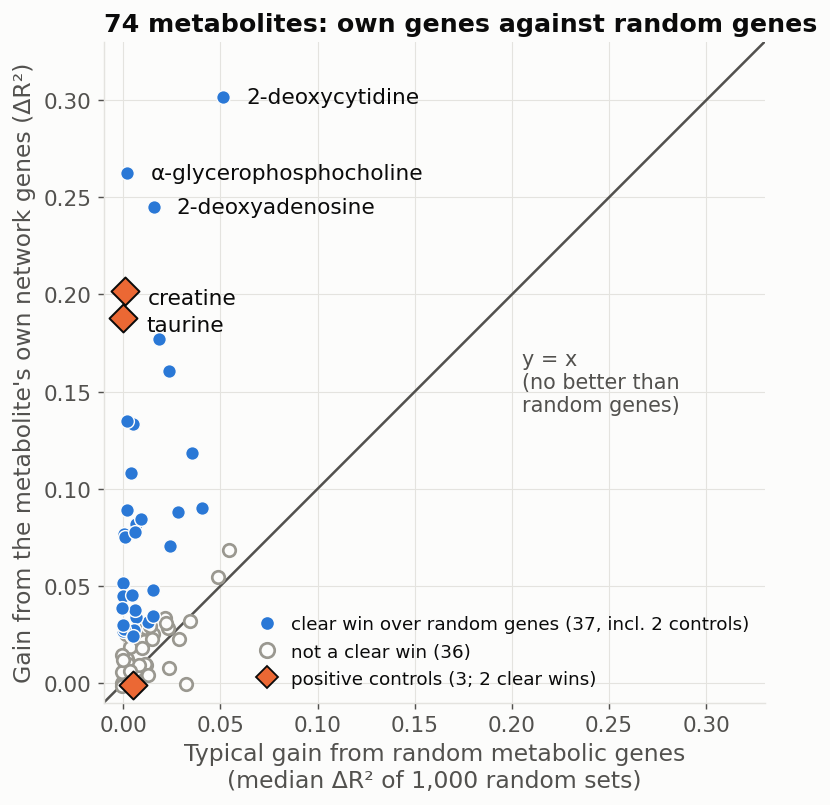 74 metabolites: own genes against random genes
Gain from the metabolite's own network genes (ΔR²)
0.30
0.25
0.20
0.15
0.10
0.05
0.00
2-deoxycytidine
α-glycerophosphocholine
2-deoxyadenosine
creatine
taurine
y = x
(no better than
random genes)
clear win over random genes (37, incl. 2 controls)
not a clear win (36)
positive controls (3; 2 clear wins)
0.00 0.05 0.10 0.15 0.20 0.25 0.30
Typical gain from random metabolic genes
(median ΔR² of 1,000 random sets)